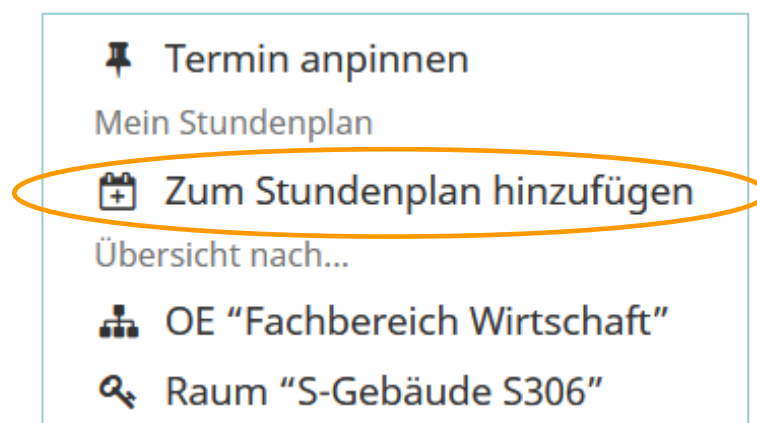 Termin anpinnen
Mein Stundenplan
Zum Stundenplan hinzufügen
Übersicht nach...
OE “Fachbereich Wirtschaft”
Raum “S-Gebäude S306”